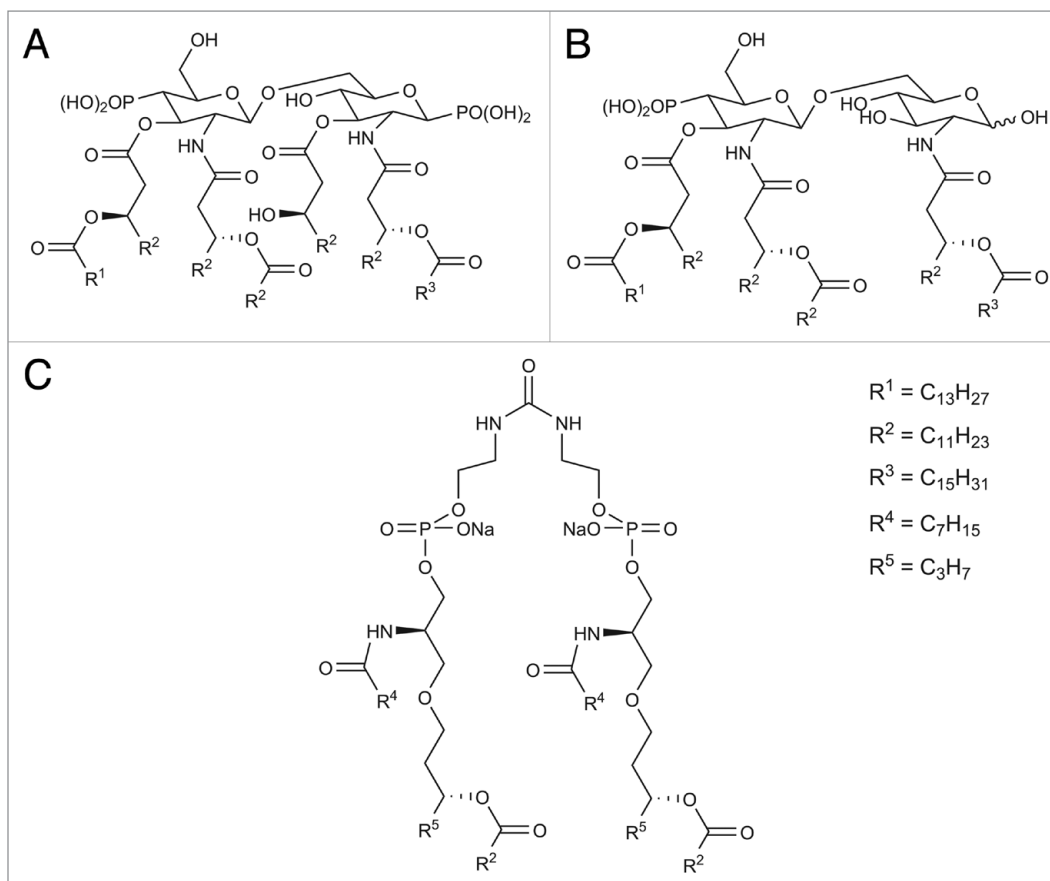 A
OH
(HO)₂OP
O
O
HO
O
PO(OH)₂
O
HN
O
O
HN
O
O
O
HO
O
O
O
R²
R²
R²
O
R²
O
O
R¹
R²
R³
B
OH
(HO)₂OP
O
O
HO
HO
O
OH
O
HN
HN
O
O
O
O
O
O
O
R²
R²
O
R²
O
R¹
R²
R³
C
O
HN
NH
O
O
O=P-ONa
NaO-P=O
O
O
HN
HN
O
O
R⁴
R⁴
O
O
O
O
R⁵
O
R⁵
O
R²
R²
R¹ = C₁₃H₂₇
R² = C₁₁H₂₃
R³ = C₁₅H₃₁
R⁴ = C₇H₁₅
R⁵ = C₃H₇